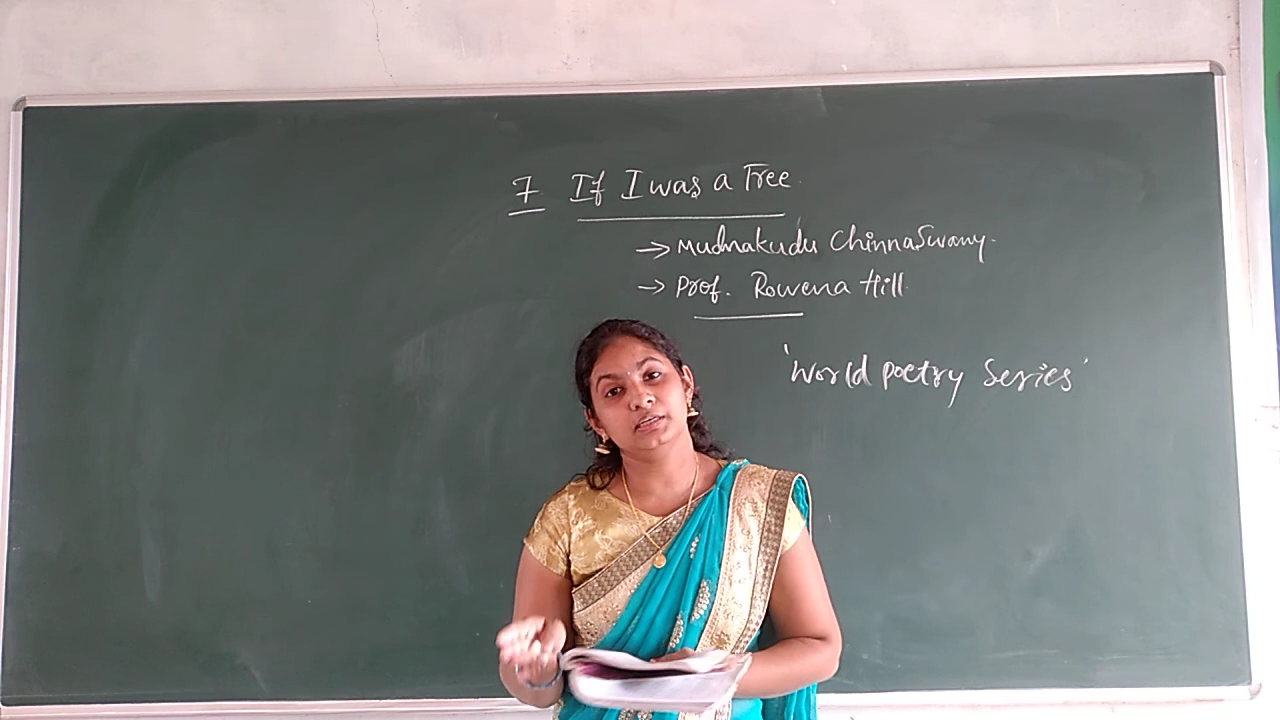 7 If I was a Tree
→ Mudnakudu ChinnaSwamy.
→ Prof. Rowena Hill
'World Poetry Series'